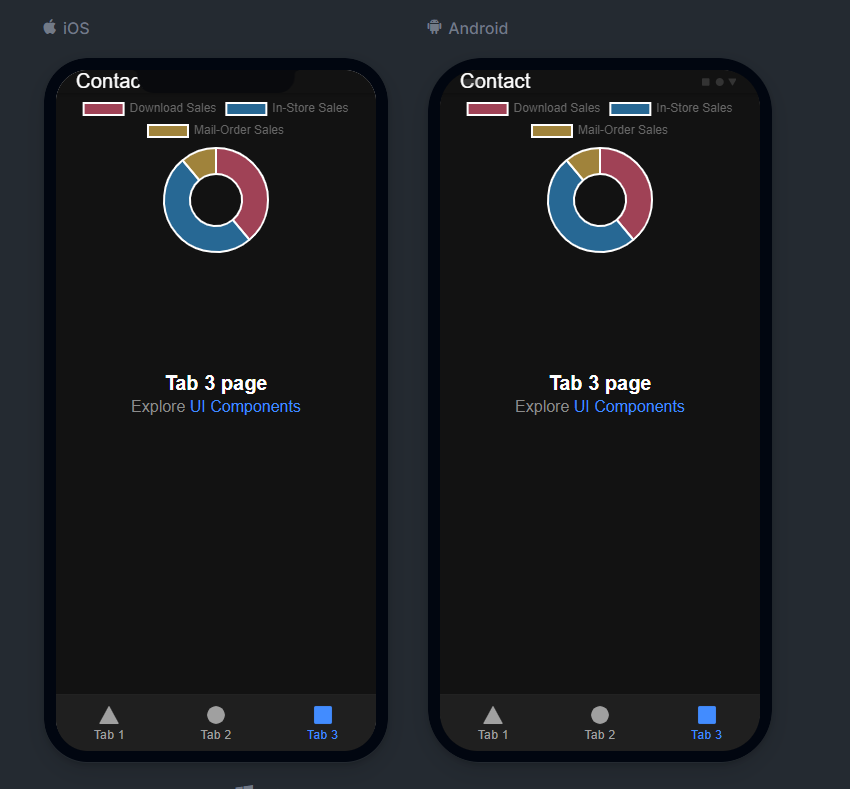 iOS
Contac
Download Sales In-Store Sales
Mail-Order Sales
Tab 3 page
Explore UI Components
Tab 1 Tab 2 Tab 3
Android
Contact
Download Sales In-Store Sales
Mail-Order Sales
Tab 3 page
Explore UI Components
Tab 1 Tab 2 Tab 3